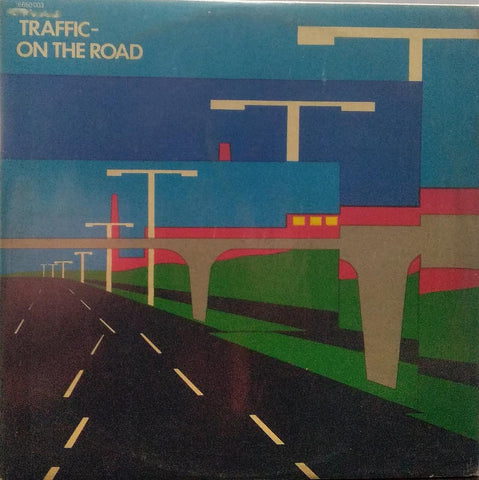 TRAFFIC-
ON THE ROAD